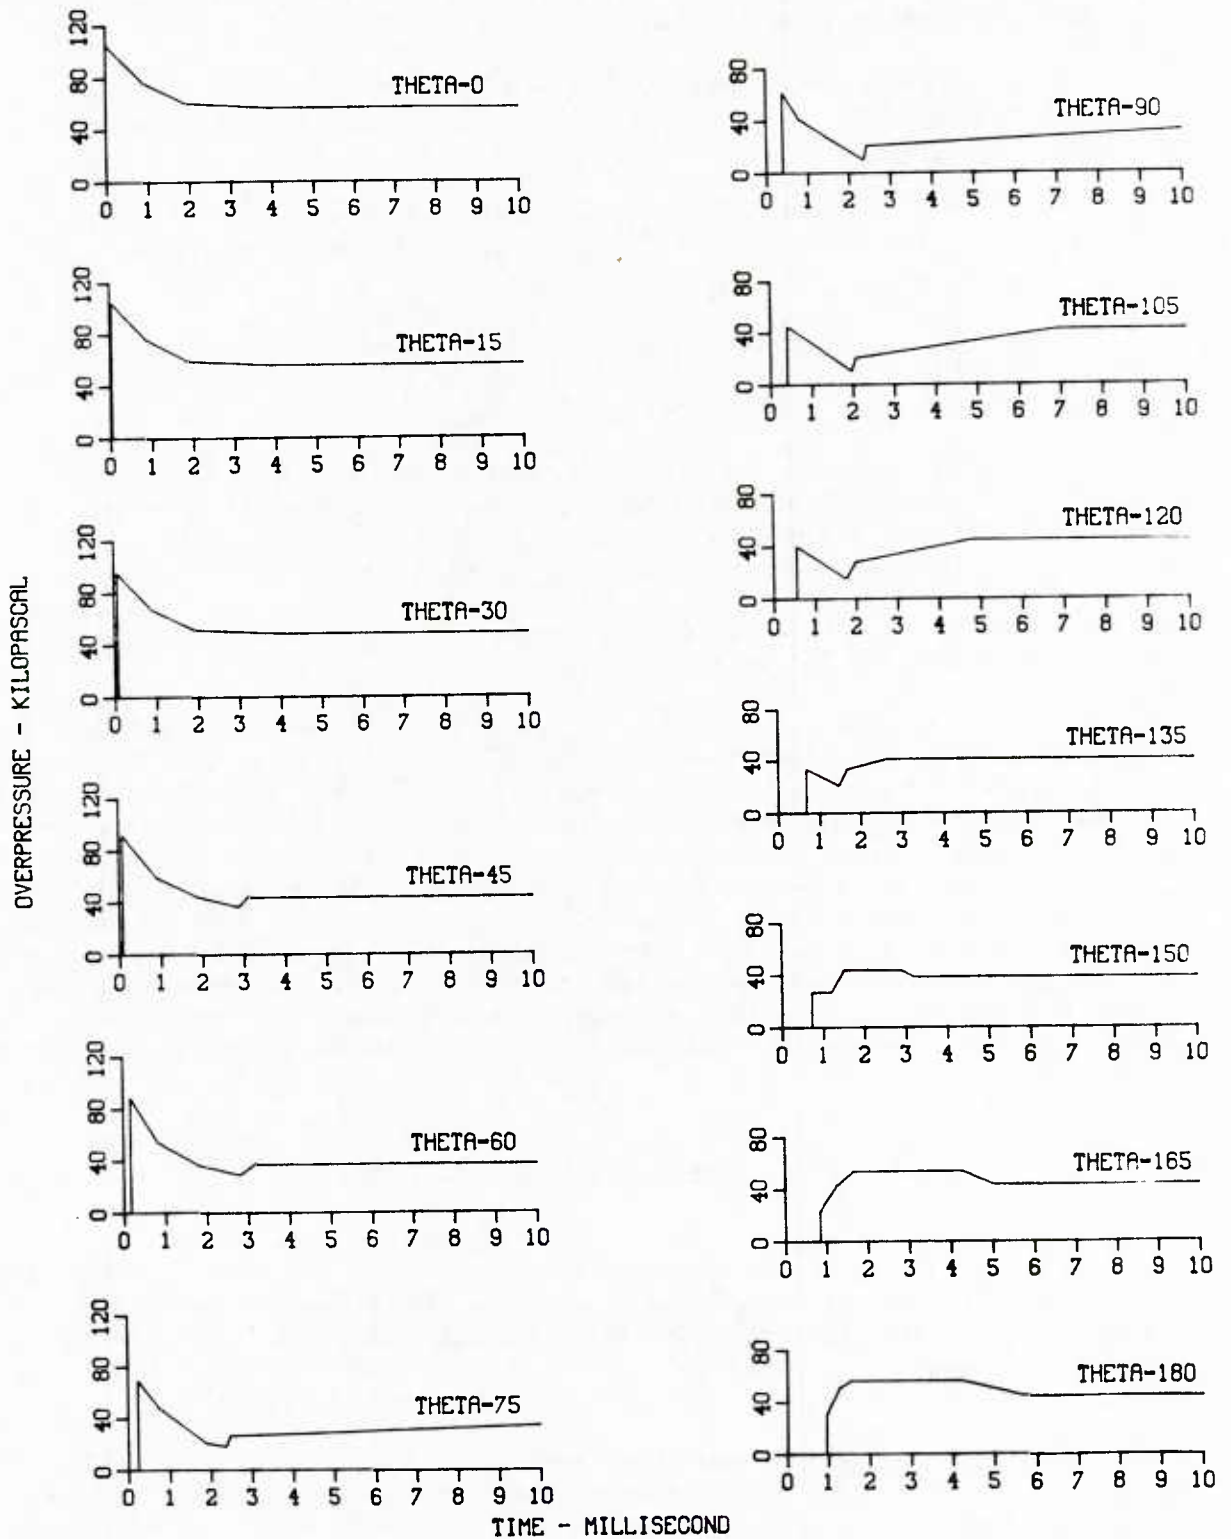 120
80
40
0
THETA-0
0 1 2 3 4 5 6 7 8 9 10
120
80
40
0
THETA-15
0 1 2 3 4 5 6 7 8 9 10
120
80
40
0
THETA-30
0 1 2 3 4 5 6 7 8 9 10
120
80
40
0
THETA-45
0 1 2 3 4 5 6 7 8 9 10
120
80
40
0
THETA-60
0 1 2 3 4 5 6 7 8 9 10
120
80
40
0
THETA-75
0 1 2 3 4 5 6 7 8 9 10
80
40
0
THETA-90
0 1 2 3 4 5 6 7 8 9 10
80
40
0
THETA-105
0 1 2 3 4 5 6 7 8 9 10
80
40
0
THETA-120
0 1 2 3 4 5 6 7 8 9 10
80
40
0
THETA-135
0 1 2 3 4 5 6 7 8 9 10
80
40
0
THETA-150
0 1 2 3 4 5 6 7 8 9 10
80
40
0
THETA-165
0 1 2 3 4 5 6 7 8 9 10
80
40
0
THETA-180
0 1 2 3 4 5 6 7 8 9 10
OVERPRESSURE - KILOPASCAL
TIME - MILLISECOND